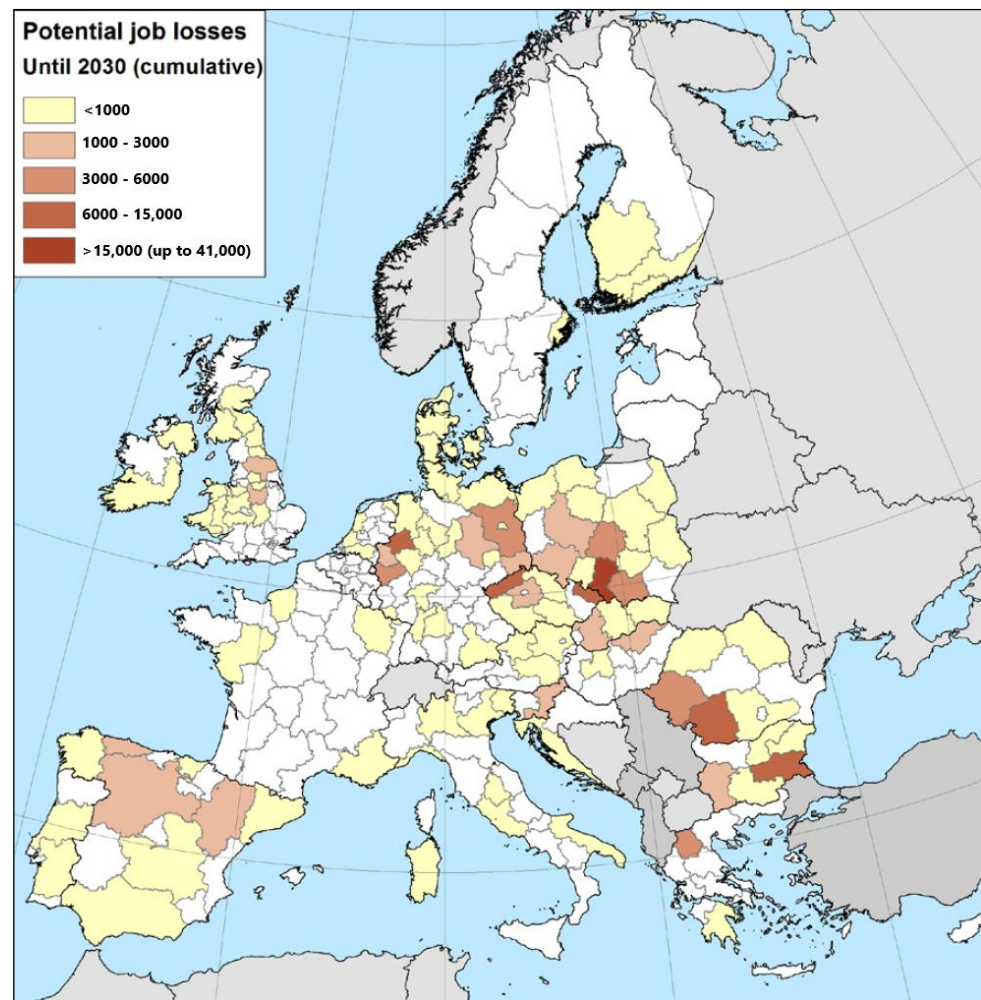 Potential job losses
Until 2030 (cumulative)
<1000
1000 - 3000
3000 - 6000
6000 - 15,000
>15,000 (up to 41,000)